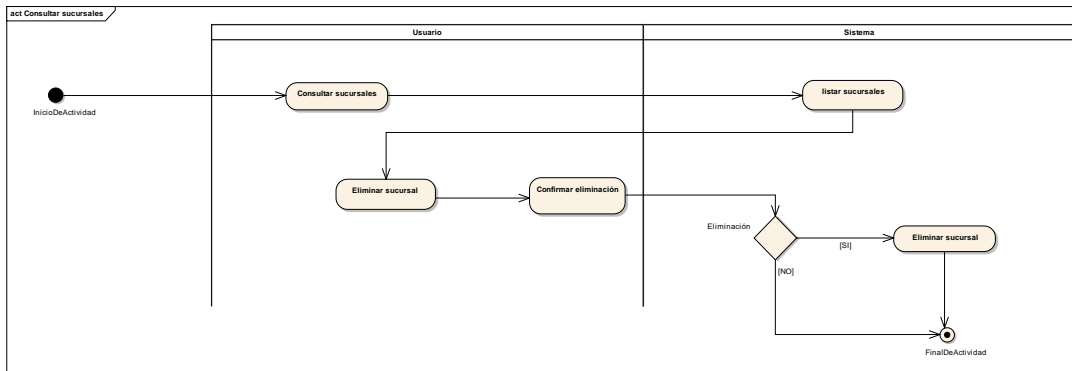 act Consultar sucursales
Usuario
Sistema
InicioDeActividad
Consultar sucursales
listar sucursales
Eliminar sucursal
Confirmar eliminación
Eliminación
[SI]
Eliminar sucursal
[NO]
FinalDeActividad